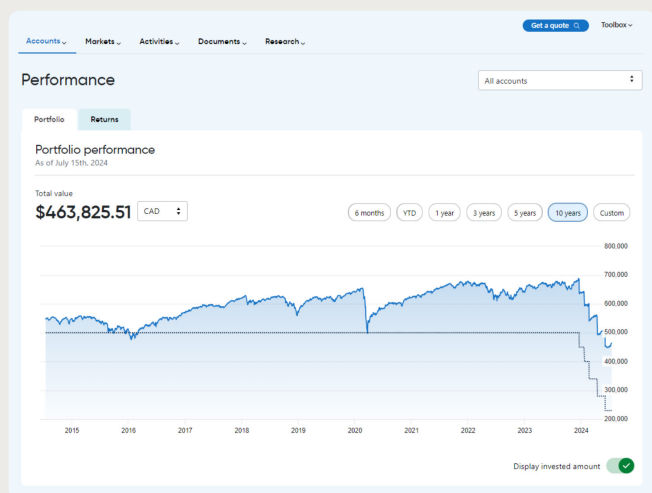 Get a quote
Toolbox
Accounts
Markets
Activities
Documents
Research
Performance
All accounts
Portfolio
Returns
Portfolio performance
As of July 15th, 2024
Total value
$463,825.51
CAD
6 months
YTD
1 year
3 years
5 years
10 years
Custom
800,000
700,000
600,000
500,000
400,000
300,000
200,000
2015
2016
2017
2018
2019
2020
2021
2022
2023
2024
Display invested amount